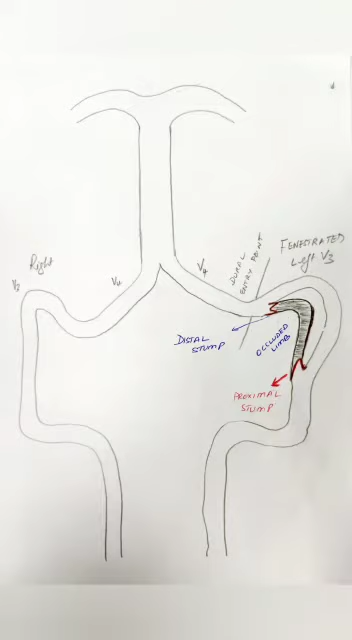 Right
V3
V4
V4
DURAL
ENTRY POINT
FENESTRATED
Left V3
DISTAL
STUMP
OCCLUDED
LIMB
PROXIMAL
STUMP